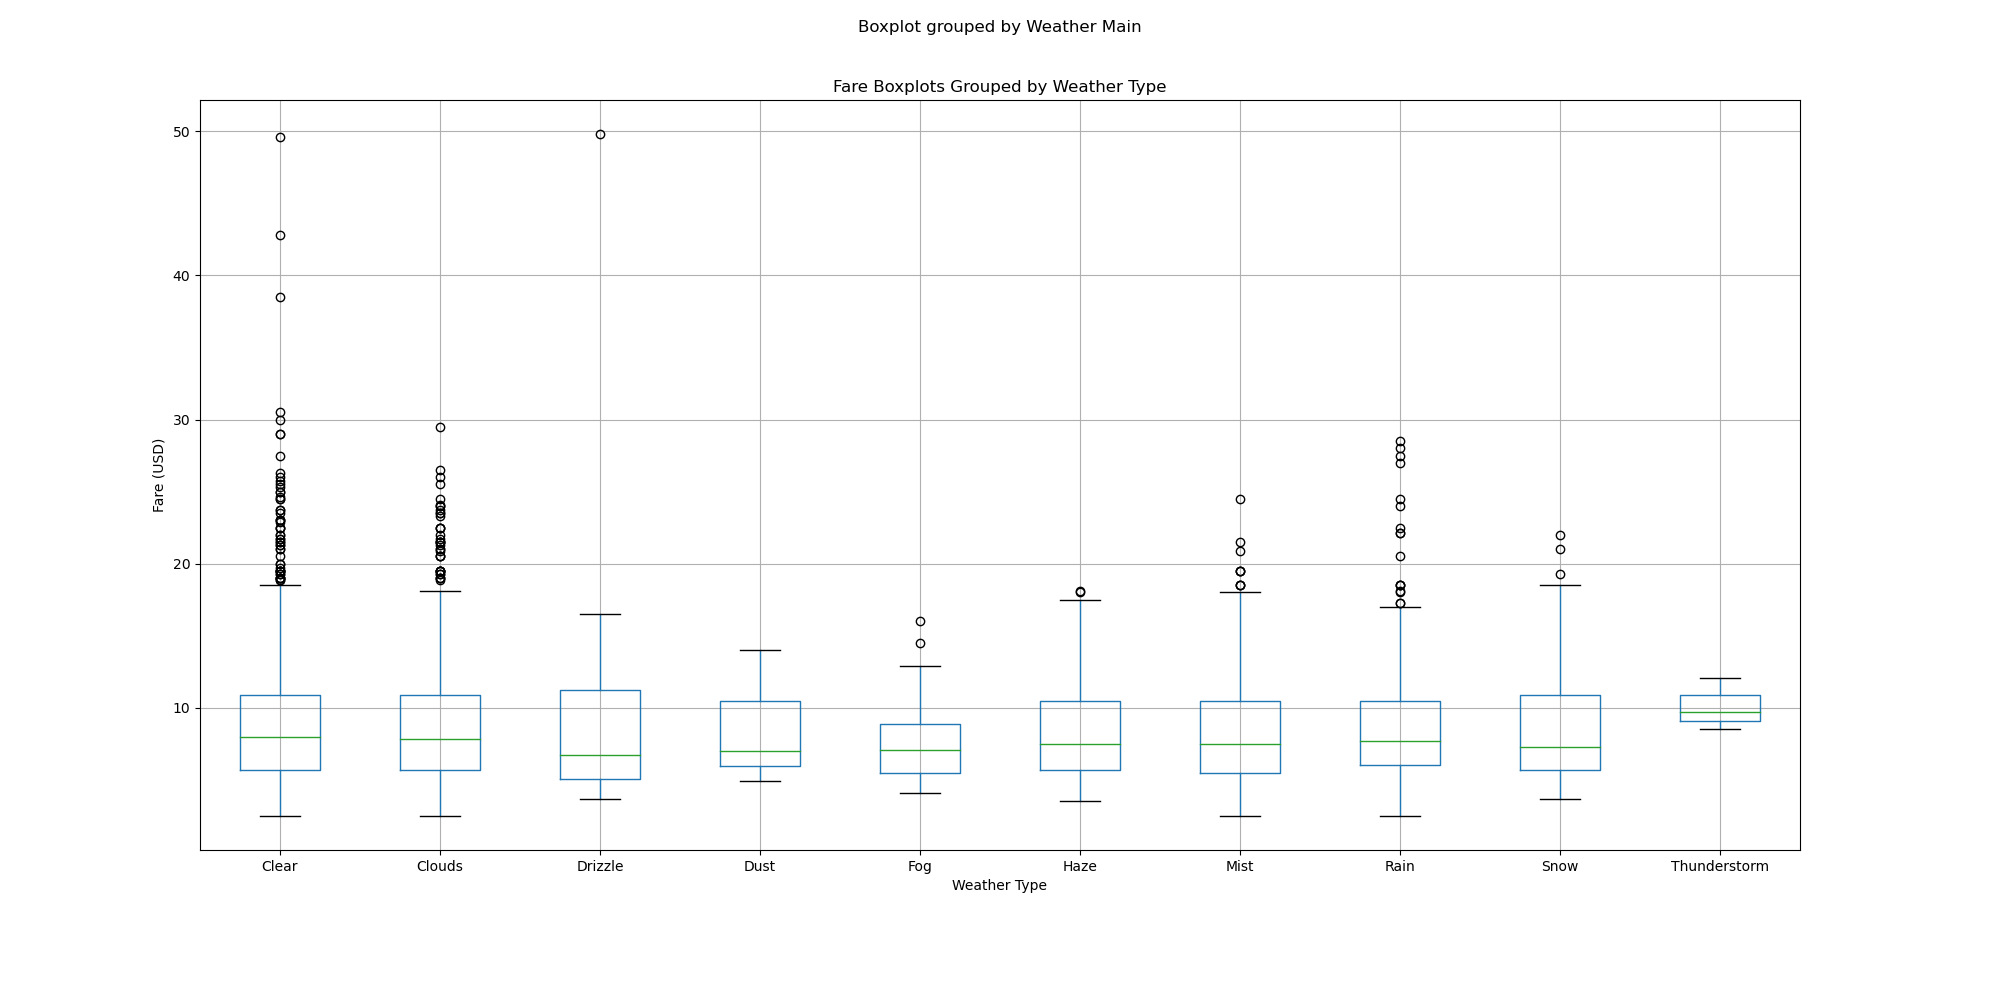 Boxplot grouped by Weather Main
Fare Boxplots Grouped by Weather Type
50
40
30
20
10
Fare (USD)
Clear Clouds Drizzle Dust Fog Haze Mist Rain Snow Thunderstorm
Weather Type